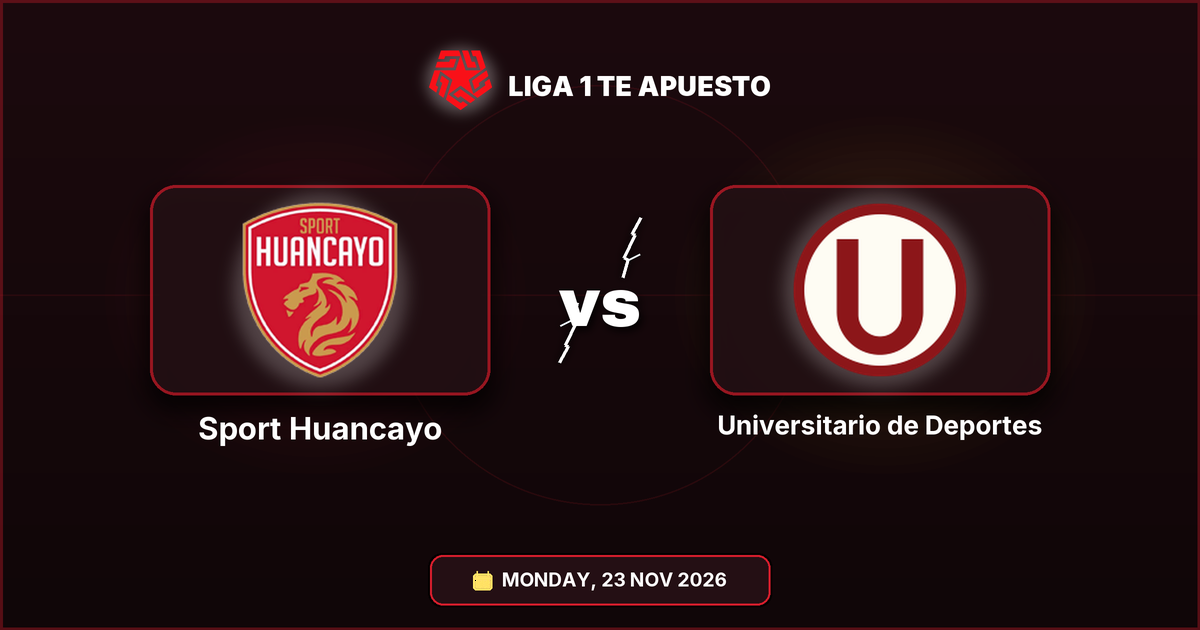 LIGA 1 TE APUESTO
SPORT
HUANCAYO
VS
U
Sport Huancayo
Universitario de Deportes
MONDAY, 23 NOV 2026